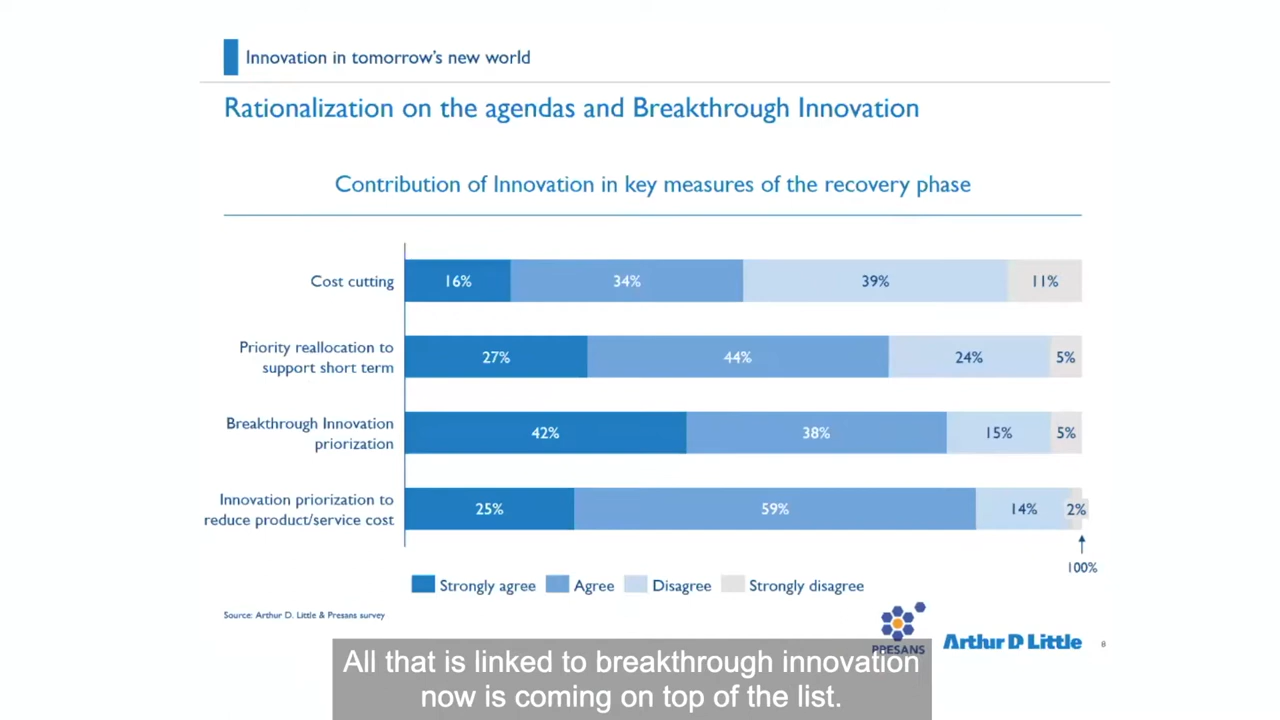 Innovation in tomorrow's new world
Rationalization on the agendas and Breakthrough Innovation
Contribution of Innovation in key measures of the recovery phase
Cost cutting
16%
34%
39%
11%
Priority reallocation to
support short term
27%
44%
24%
5%
Breakthrough Innovation
priorization
42%
38%
15%
5%
Innovation priorization to
reduce product/service cost
25%
59%
14%
2%
100%
Strongly agree
Agree
Disagree
Strongly disagree
Source: Arthur D. Little & Presans survey
PRESANS
Arthur D Little
8
All that is linked to breakthrough innovation
now is coming on top of the list.